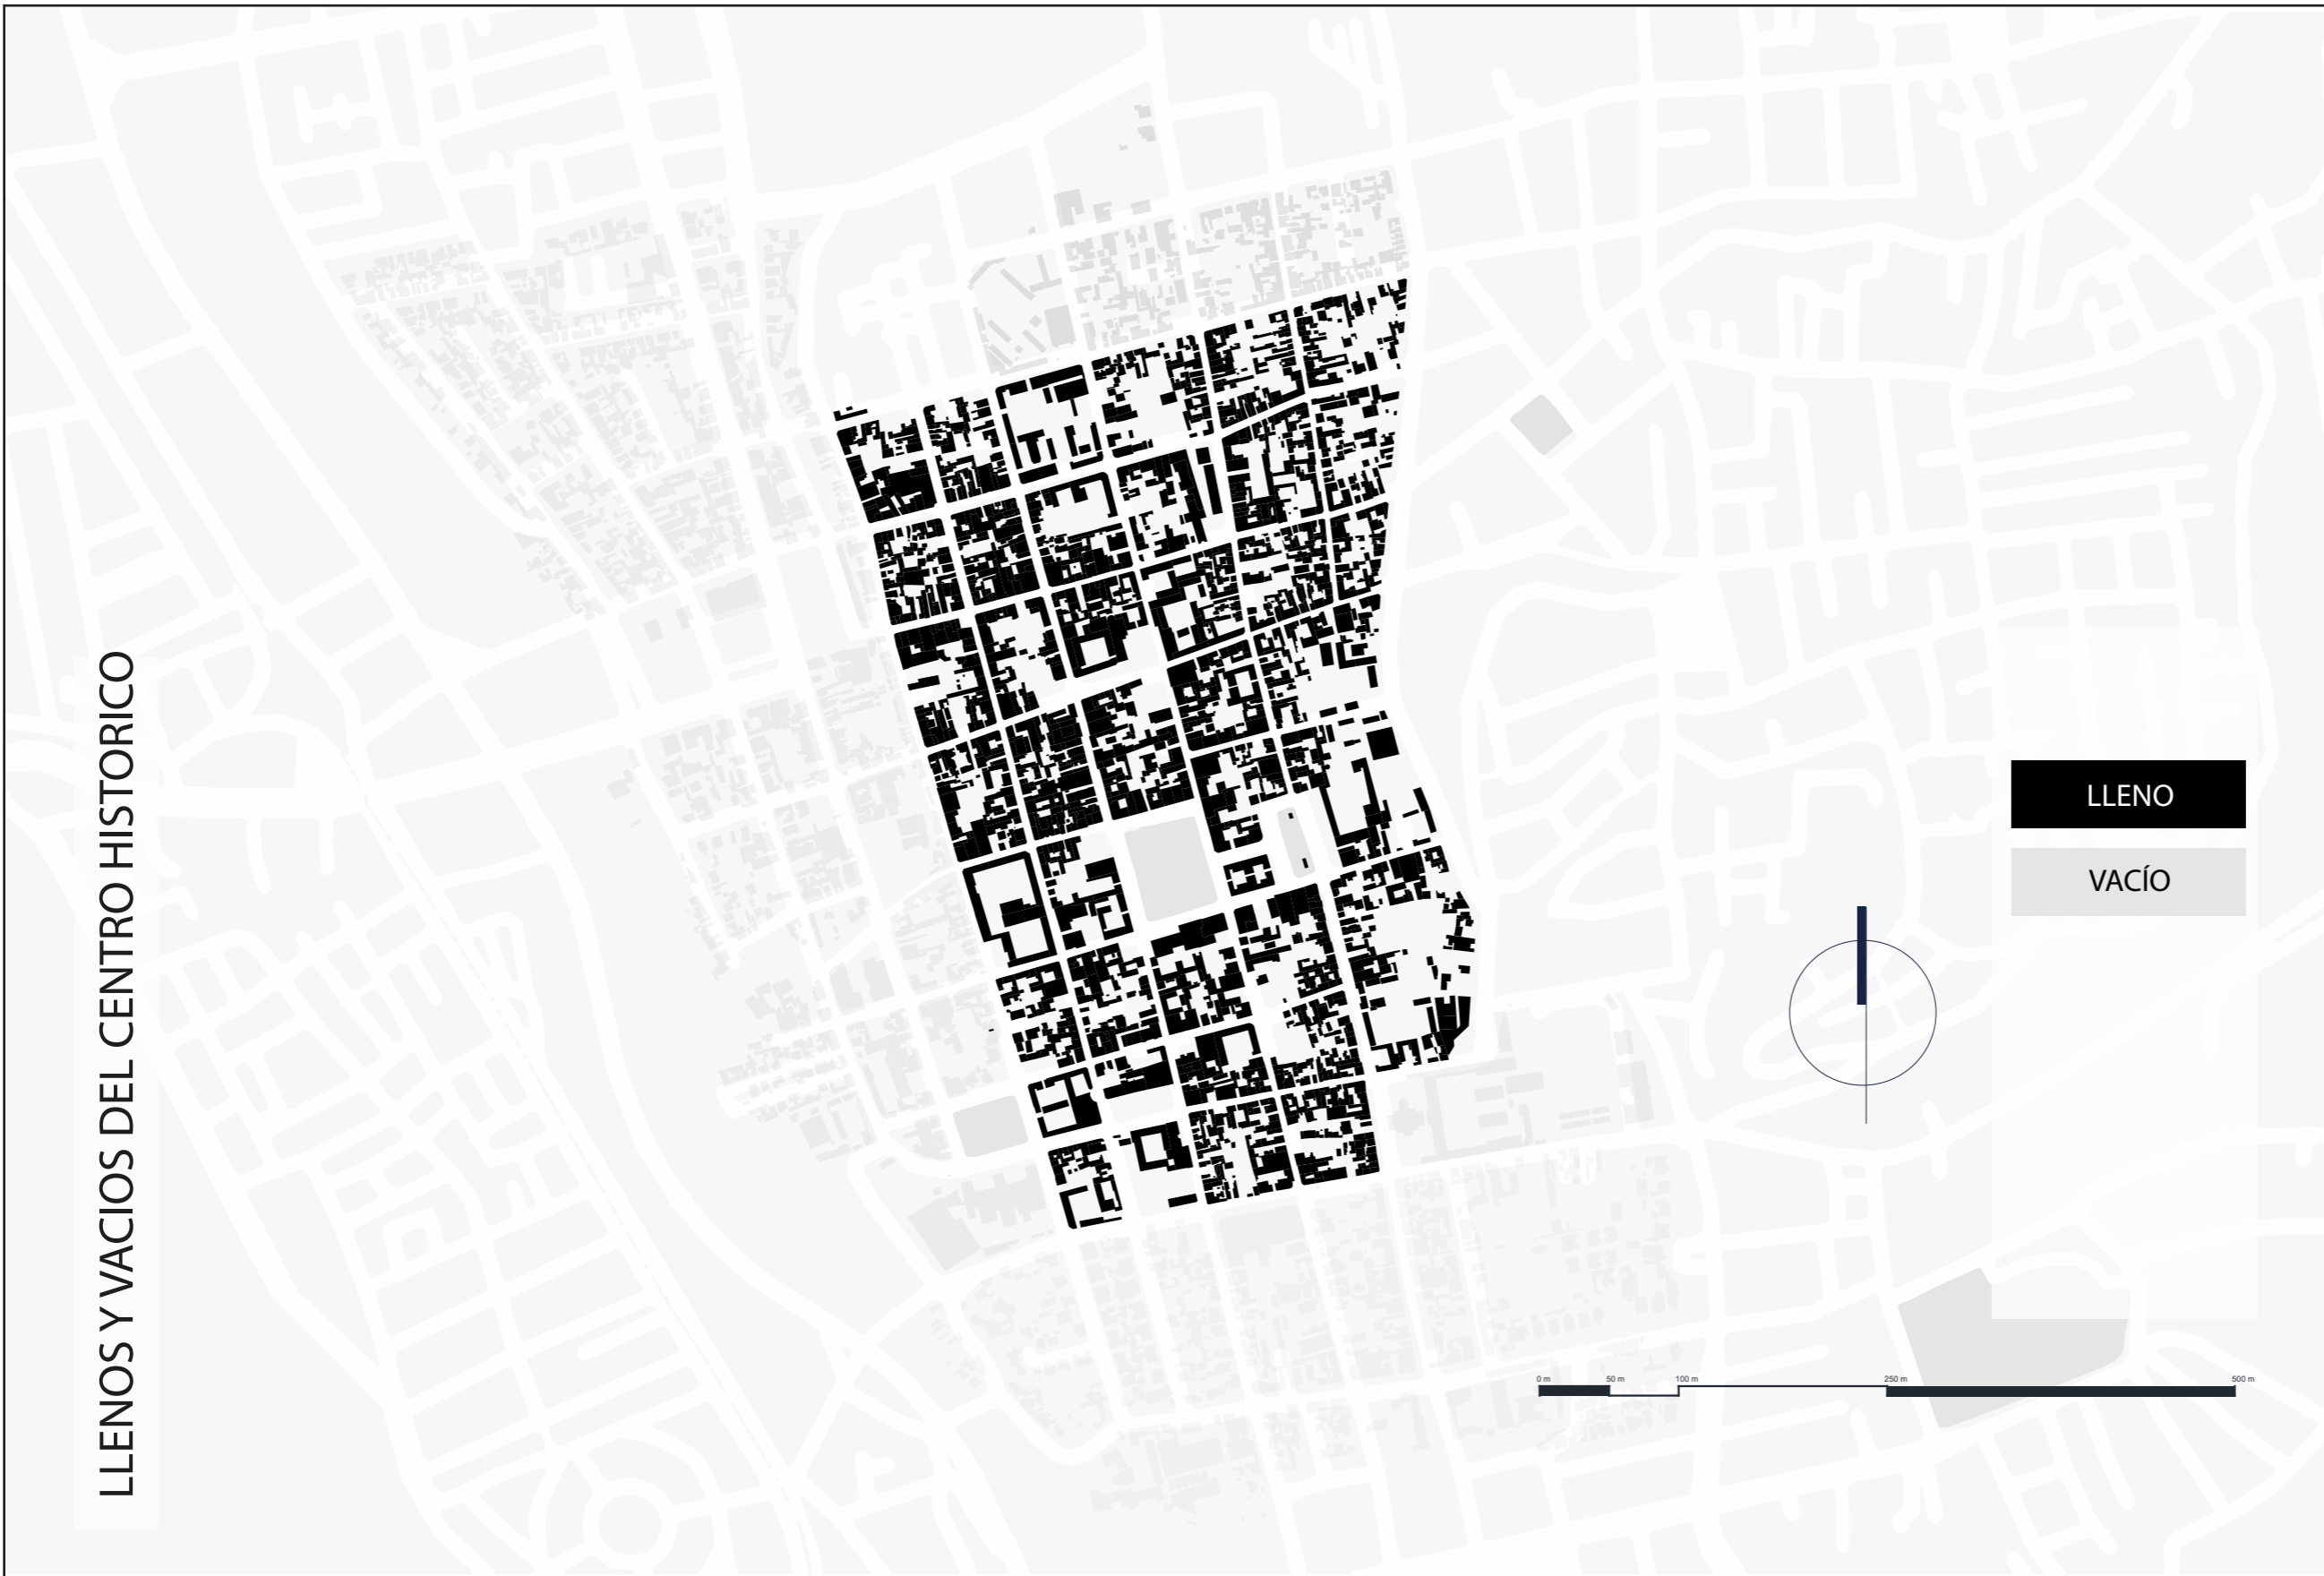 LLENOS Y VACIOS DEL CENTRO HISTORICO
LLENO
VACÍO
0 m 50 m 100 m 250 m 500 m